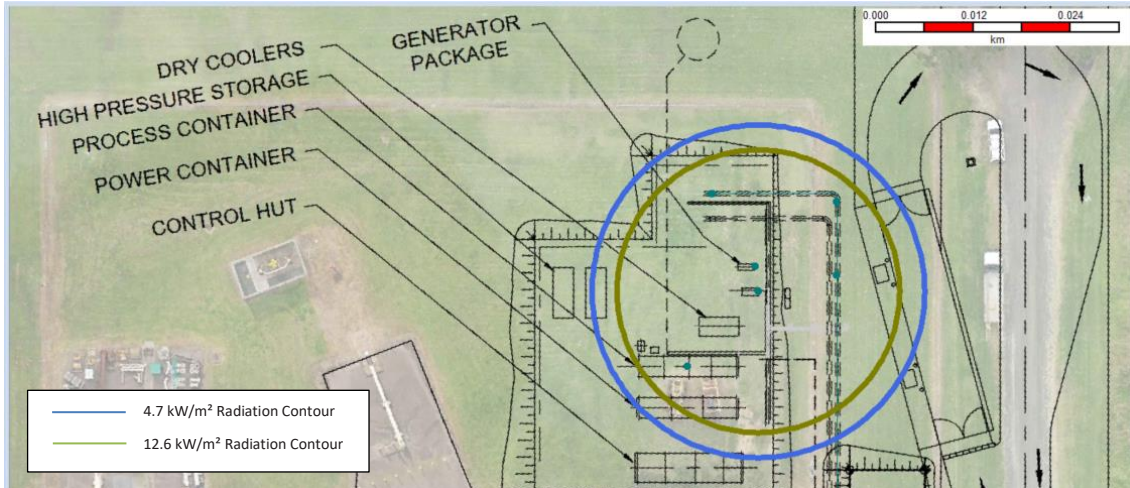 0.000 0.012 0.024
km
GENERATOR
PACKAGE
DRY COOLERS
HIGH PRESSURE STORAGE
PROCESS CONTAINER
POWER CONTAINER
CONTROL HUT
4.7 kW/m² Radiation Contour
12.6 kW/m² Radiation Contour